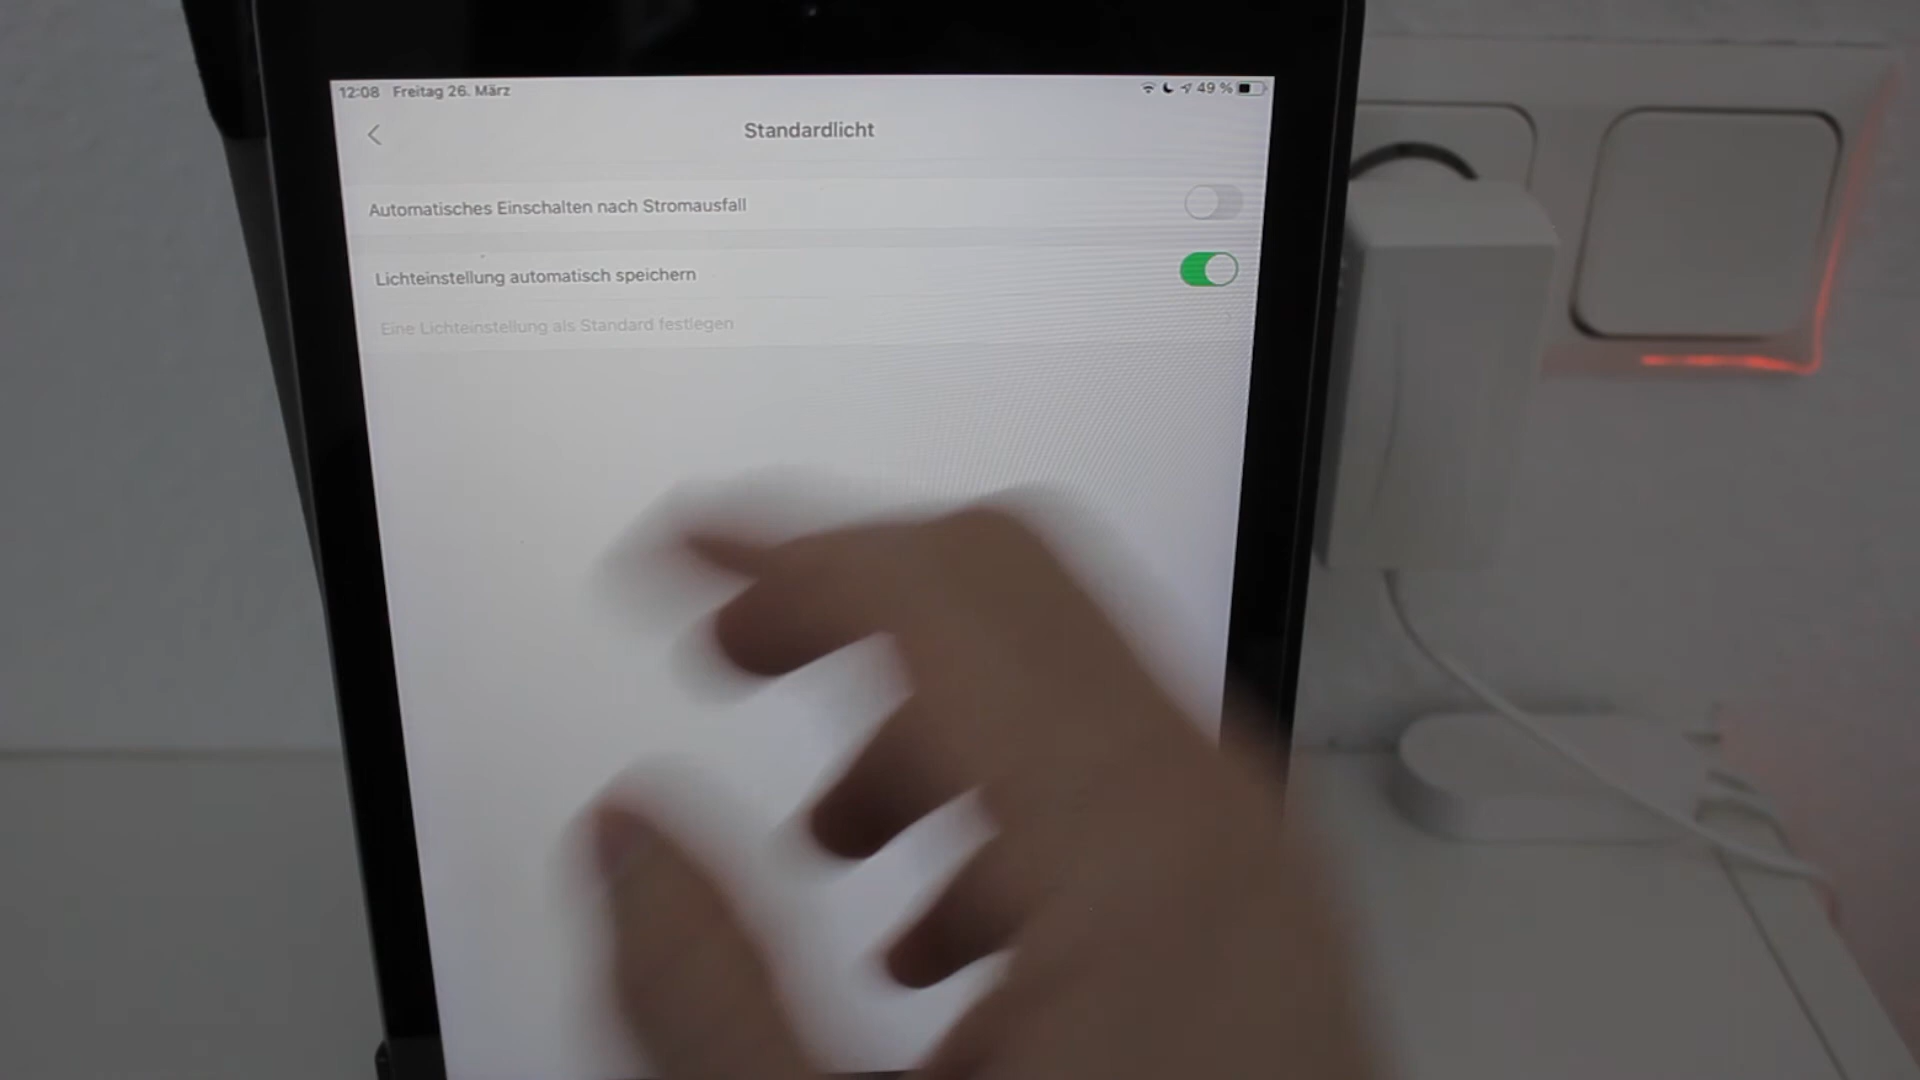 12:08 Freitag 26. März 49 %
Standardlicht
Automatisches Einschalten nach Stromausfall
Lichteinstellung automatisch speichern
Eine Lichteinstellung als Standard festlegen